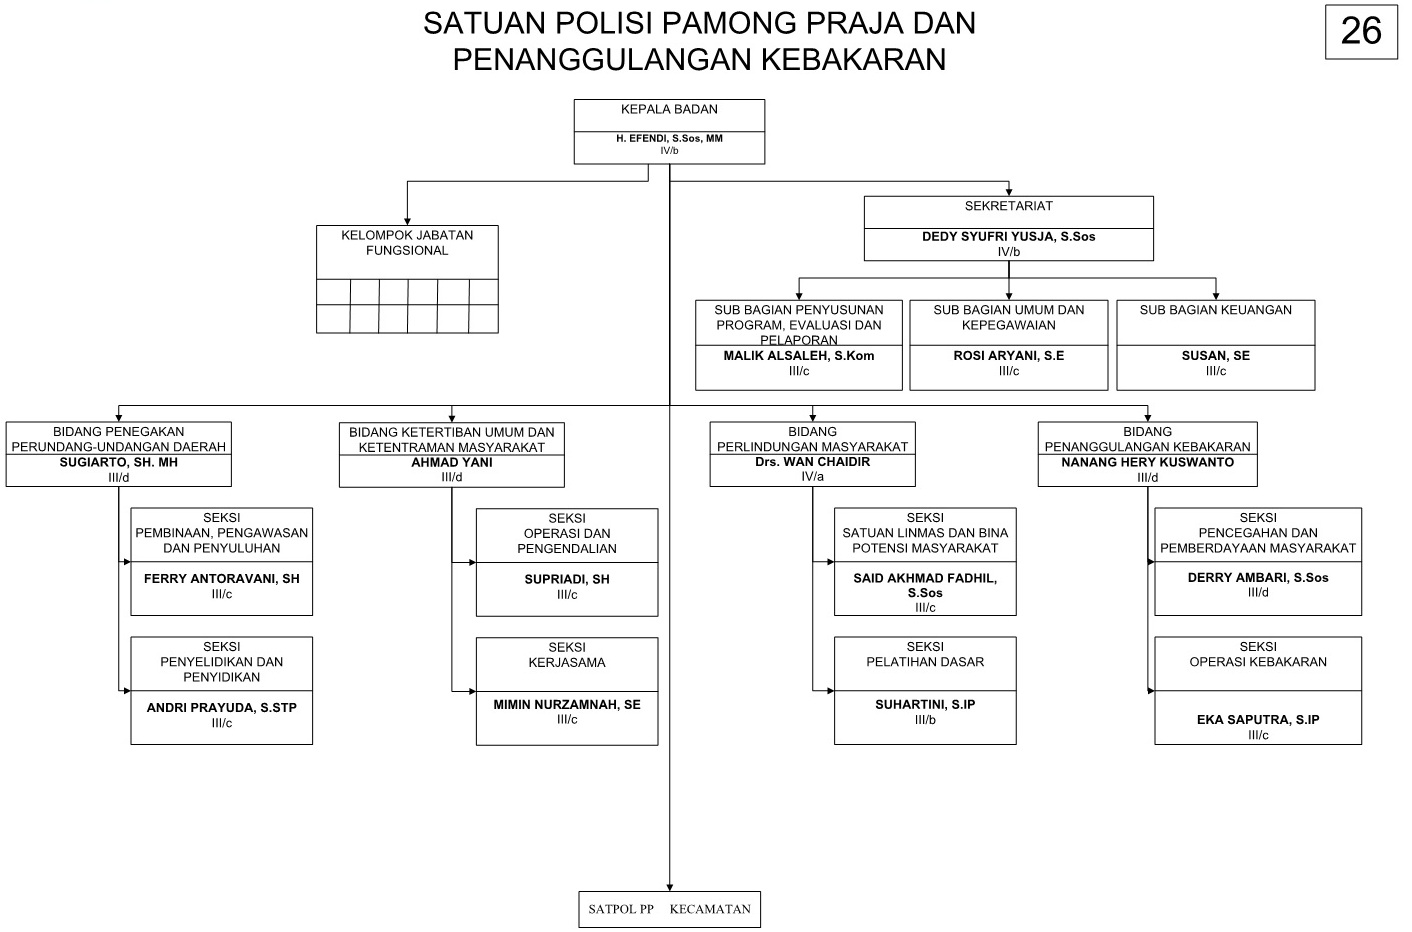 SATUAN POLISI PAMONG PRAJA DAN
PENANGGULANGAN KEBAKARAN
26
KEPALA BADAN
H. EFENDI, S.Sos, MM
IV/b
KELOMPOK JABATAN
FUNGSIONAL
SEKRETARIAT
DEDY SYUFRI YUSJA, S.Sos
IV/b
SUB BAGIAN PENYUSUNAN
PROGRAM, EVALUASI DAN
PELAPORAN
MALIK ALSALEH, S.Kom
III/c
SUB BAGIAN UMUM DAN
KEPEGAWAIAN
ROSI ARYANI, S.E
III/c
SUB BAGIAN KEUANGAN
SUSAN, SE
III/c
BIDANG PENEGAKAN
PERUNDANG-UNDANGAN DAERAH
SUGIARTO, SH. MH
III/d
BIDANG KETERTIBAN UMUM DAN
KETENTRAMAN MASYARAKAT
AHMAD YANI
III/d
BIDANG
PERLINDUNGAN MASYARAKAT
Drs. WAN CHAIDIR
IV/a
BIDANG
PENANGGULANGAN KEBAKARAN
NANANG HERY KUSWANTO
III/d
SEKSI
PEMBINAAN, PENGAWASAN
DAN PENYULUHAN
FERRY ANTORAVANI, SH
III/c
SEKSI
OPERASI DAN
PENGENDALIAN
SUPRIADI, SH
III/c
SEKSI
SATUAN LINMAS DAN BINA
POTENSI MASYARAKAT
SAID AKHMAD FADHIL,
S.Sos
III/c
SEKSI
PENCEGAHAN DAN
PEMBERDAYAAN MASYARAKAT
DERRY AMBARI, S.Sos
III/d
SEKSI
PENYELIDIKAN DAN
PENYIDIKAN
ANDRI PRAYUDA, S.STP
III/c
SEKSI
KERJASAMA
MIMIN NURZAMNAH, SE
III/c
SEKSI
PELATIHAN DASAR
SUHARTINI, S.IP
III/b
SEKSI
OPERASI KEBAKARAN
EKA SAPUTRA, S.IP
III/c
SATPOL PP KECAMATAN